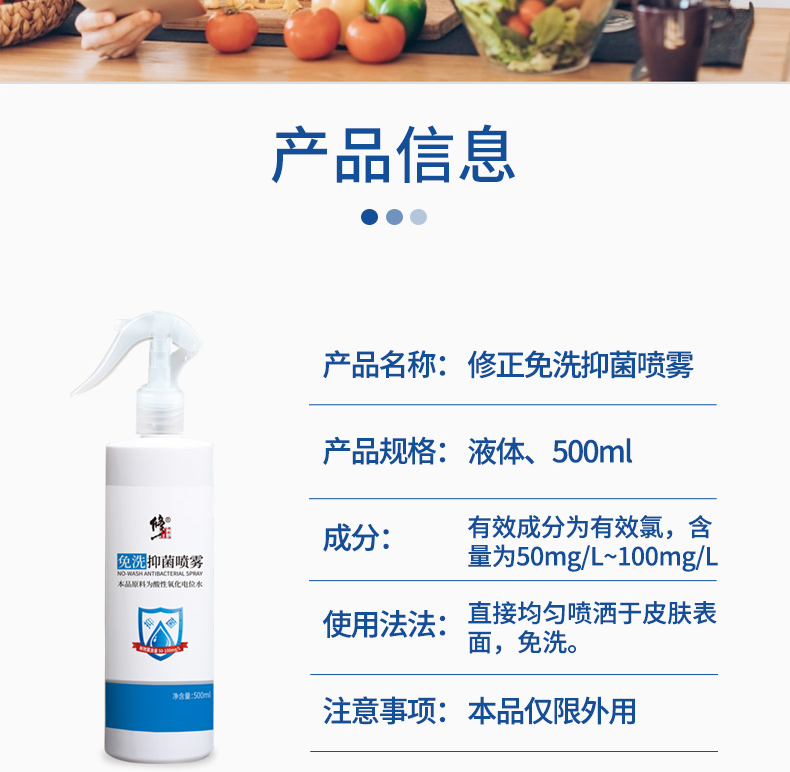 产品信息
产品名称： 修正免洗抑菌喷雾
产品规格： 液体、500ml
成分： 有效成分为有效氯，含
量为50mg/L~100mg/L
使用法法： 直接均匀喷洒于皮肤表
面，免洗。
注意事项： 本品仅限外用
修
免洗抑菌喷雾
NO-WASH ANTIBACTERIAL SPRAY
本品原料为酸性氧化电位水
净含量:500ml